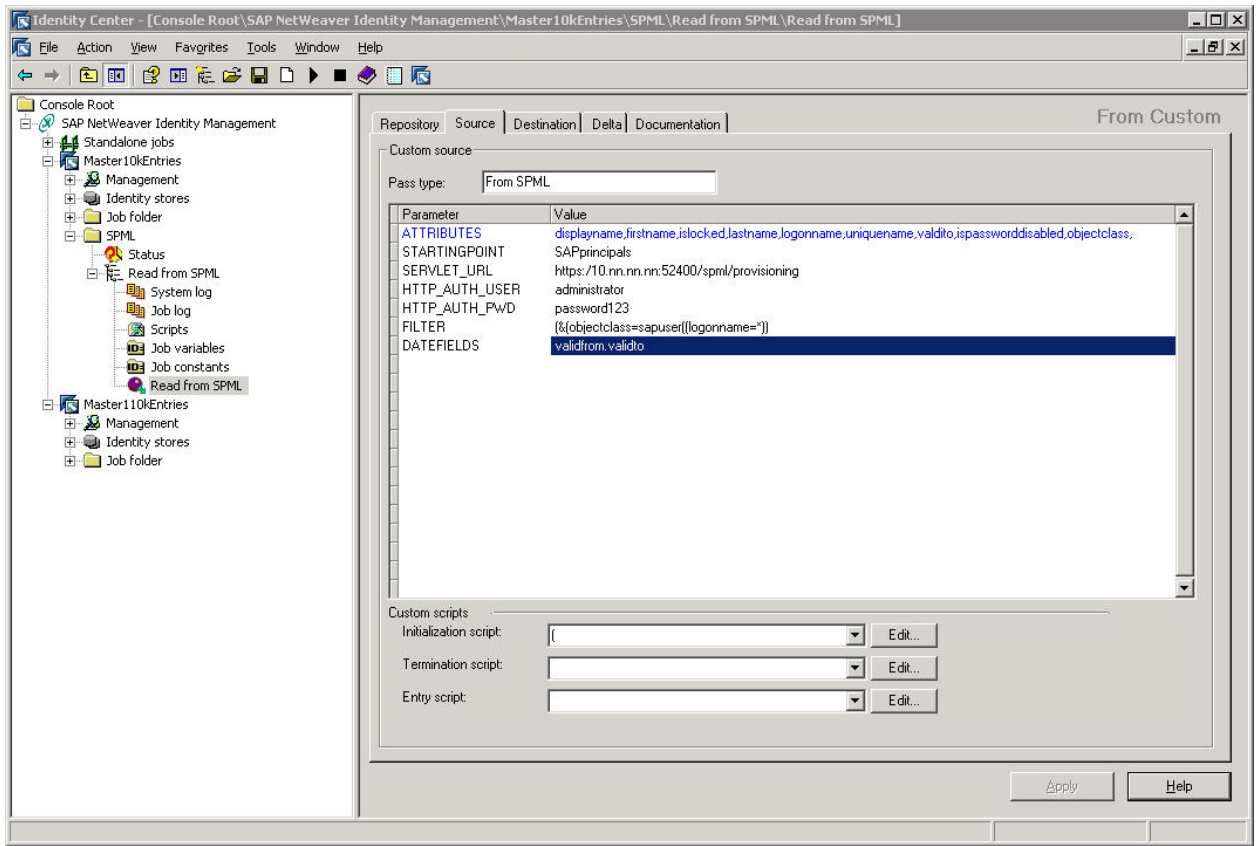 Identity Center - [Console Root\SAP NetWeaver Identity Management\Master10kEntries\SPML\Read from SPML\Read from SPML]
File Action View Favorites Tools Window Help
Console Root
SAP NetWeaver Identity Management
Standalone jobs
Master10kEntries
Management
Identity stores
Job folder
SPML
Status
Read from SPML
System log
Job log
Scripts
Job variables
Job constants
Read from SPML
Master110kEntries
Management
Identity stores
Job folder
From Custom
Repository Source Destination Delta Documentation
Custom source
Pass type: From SPML
Parameter Value
ATTRIBUTES displayname,firstname,islocked,lastname,logonname,uniquename,valdito,ispassworddisabled,objectclass,
STARTINGPOINT SAPprincipals
SERVLET_URL https:/10.nn.nn.nn:52400/spml/provisioning
HTTP_AUTH_USER administrator
HTTP_AUTH_PWD password123
FILTER (&(objectclass=sapuser((logonname=*))
DATEFIELDS validfrom.validto
Custom scripts
Initialization script: ( Edit...
Termination script: Edit...
Entry script: Edit...
Apply Help